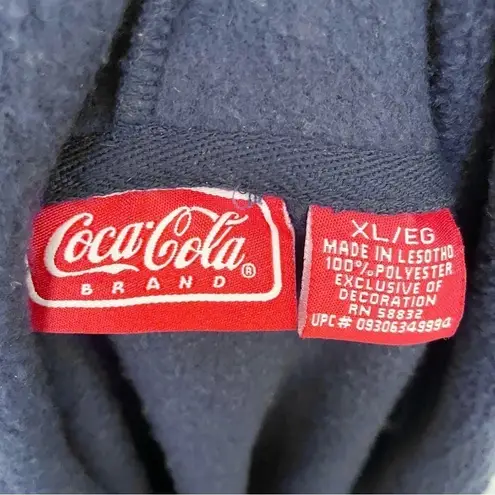 Coca-Cola®
BRAND
XL/EG
MADE IN LESOTHO
100% POLYESTER
EXCLUSIVE OF
DECORATION
RN 58832
UPC# 09306349994